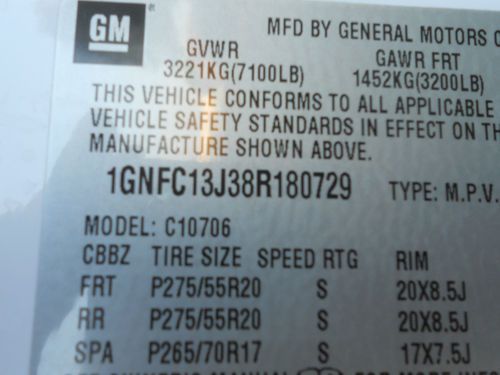 GM
MFD BY GENERAL MOTORS
GVWR GAWR FRT
3221KG(7100LB) 1452KG(3200LB)
THIS VEHICLE CONFORMS TO ALL APPLICABLE
VEHICLE SAFETY STANDARDS IN EFFECT ON
MANUFACTURE SHOWN ABOVE.
1GNFC13J38R180729 TYPE: M.P.V.
MODEL: C10706
CBBZ TIRE SIZE SPEED RTG RIM
FRT P275/55R20 S 20X8.5J
RR P275/55R20 S 20X8.5J
SPA P265/70R17 S 17X7.5J